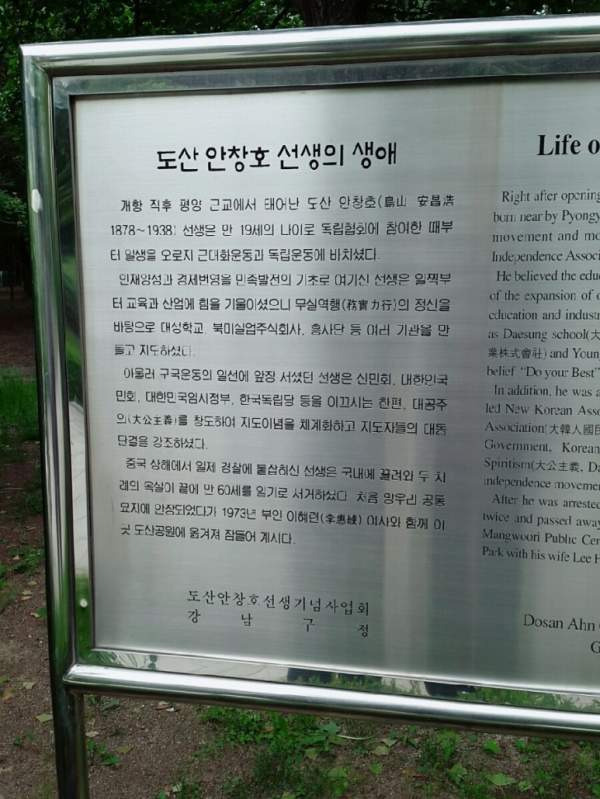 도산 안창호 선생의 생애
개항 직후 평양 근교에서 태어난 도산 안창호(島山 安昌浩
1878~1938) 선생은 만 19세의 나이로 독립협회에 참여한 때부
터 일생을 오로지 근대화운동과 독립운동에 바치셨다.
인재양성과 경제번영을 민족발전의 기초로 여기신 선생은 일찍부
터 교육과 산업에 힘을 기울이셨으니 무실역행(務實力行)의 정신을
바탕으로 대성학교, 북미실업주식회사, 흥사단 등 여러 기관을 만
들고 지도하셨다.
아울러 구국운동의 일선에 앞장 서셨던 선생은 신민회, 대한인국
민회, 대한민국임시정부, 한국독립당 등을 이끄시는 한편, 대공주
의(大公主義)를 창도하여 지도이념을 체계화하고 지도자들의 대동
단결을 강조하셨다.
중국 상해에서 일제 경찰에 붙잡히신 선생은 국내에 끌려와 두 차
례의 옥살이 끝에 만 60세를 일기로 서거하셨다. 처음 망우리 공동
묘지에 안장되었다가 1973년 부인 이혜련(李惠鍊) 여사와 함께 이
곳 도산공원에 옮겨져 잠들어 계시다.
도산안창호선생기념사업회
강 남 구 청
Life o
Right after opening
born near by Pyongy
movement and mo
Independence Associ
He believed the edu
of the expansion of
education and indust
as Daesung school(大
業株式會社) and Youn
belief "Do your Best"
In addition, he was a
led New Korean Asso
Association(大韓人國民
Government, Korean
Spiritism(大公主義, Da
independence movemen
After he was arrested
twice and passed away
Mangwoori Public Cem
Park with his wife Lee H
Dosan Ahn
G